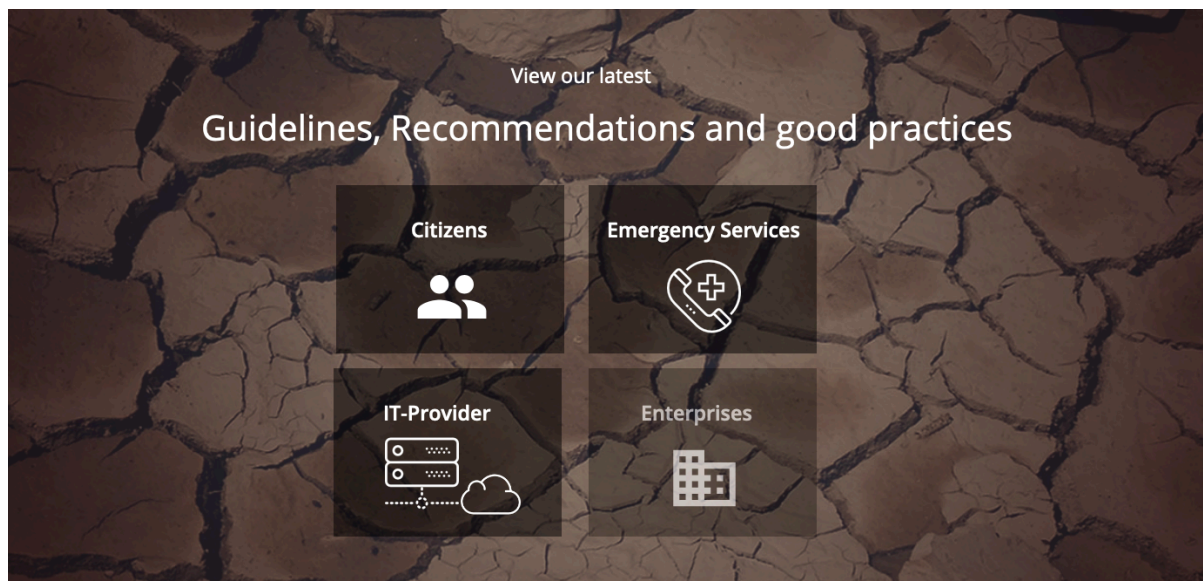 View our latest
Guidelines, Recommendations and good practices
Citizens
Emergency Services
IT-Provider
Enterprises